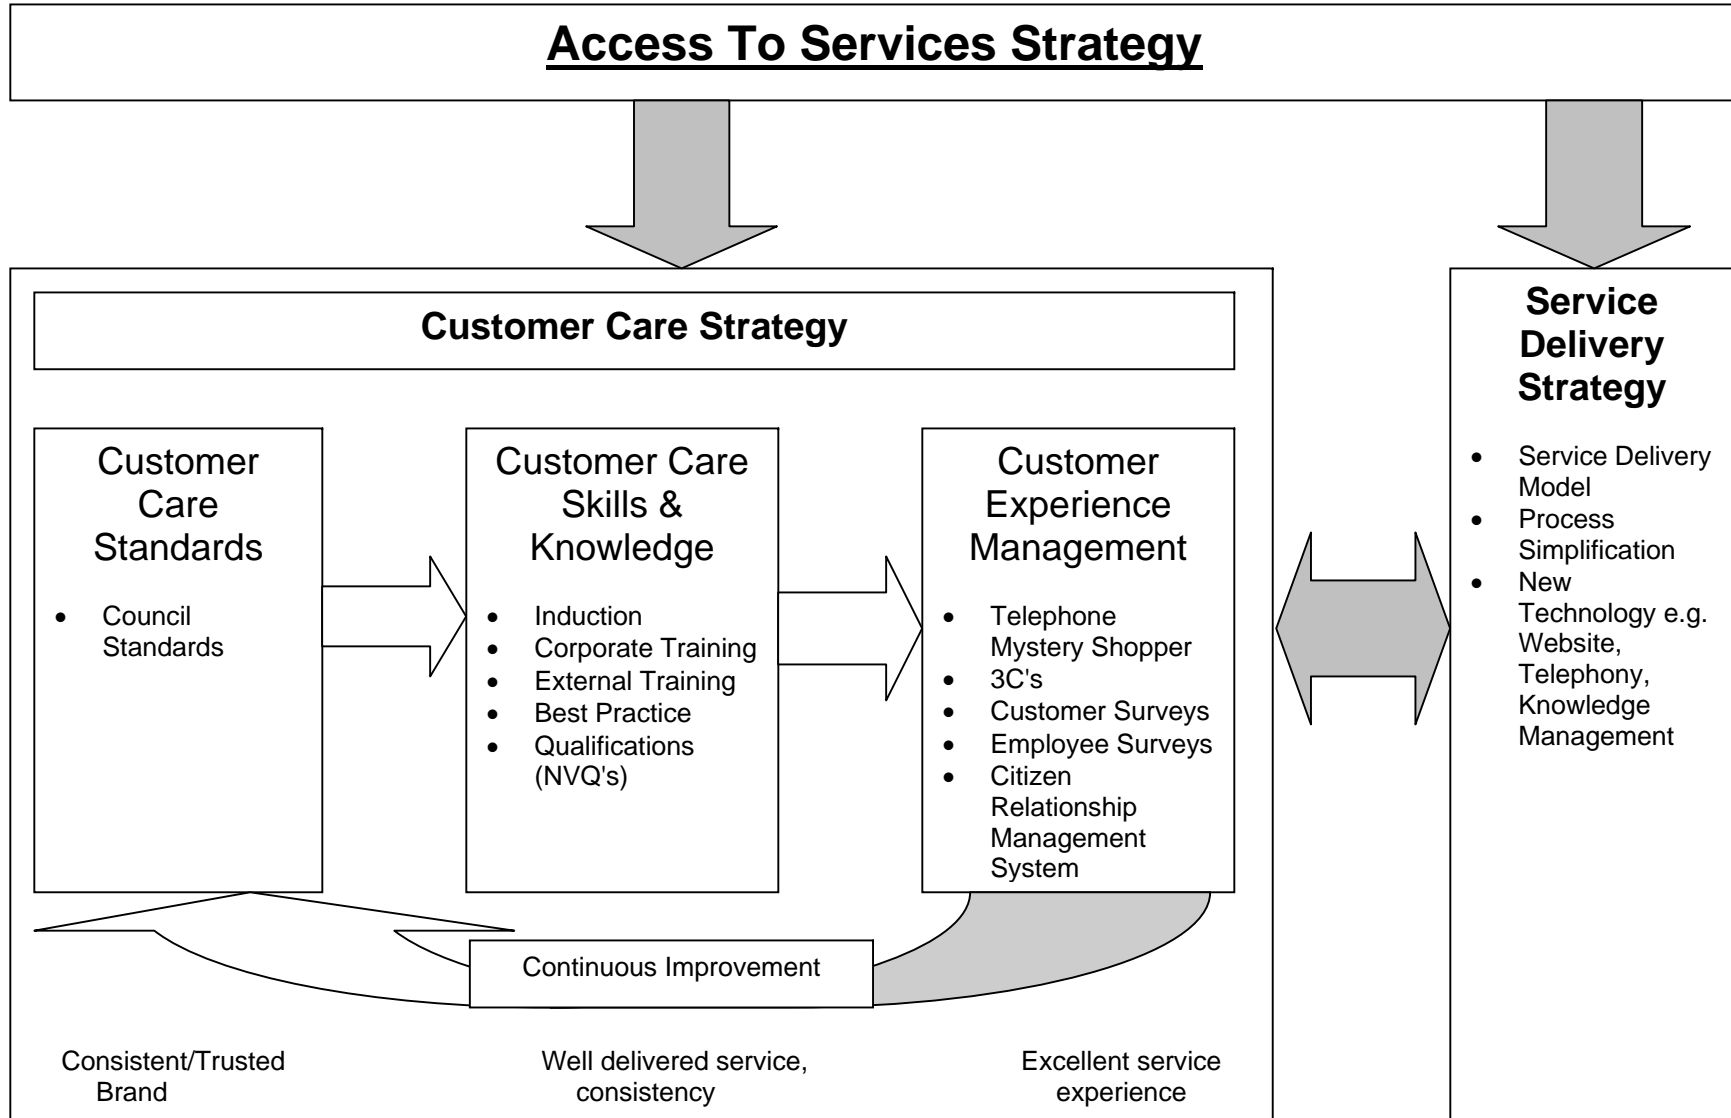 Access To Services Strategy
Customer Care Strategy
Customer
Care
Standards
• Council
Standards
Customer Care
Skills &
Knowledge
• Induction
• Corporate Training
• External Training
• Best Practice
• Qualifications
(NVQ's)
Customer
Experience
Management
• Telephone
Mystery Shopper
• 3C's
• Customer Surveys
• Employee Surveys
• Citizen
Relationship
Management
System
Continuous Improvement
Consistent/Trusted
Brand
Well delivered service,
consistency
Excellent service
experience
Service
Delivery
Strategy
• Service Delivery
Model
• Process
Simplification
• New
Technology e.g.
Website,
Telephony,
Knowledge
Management